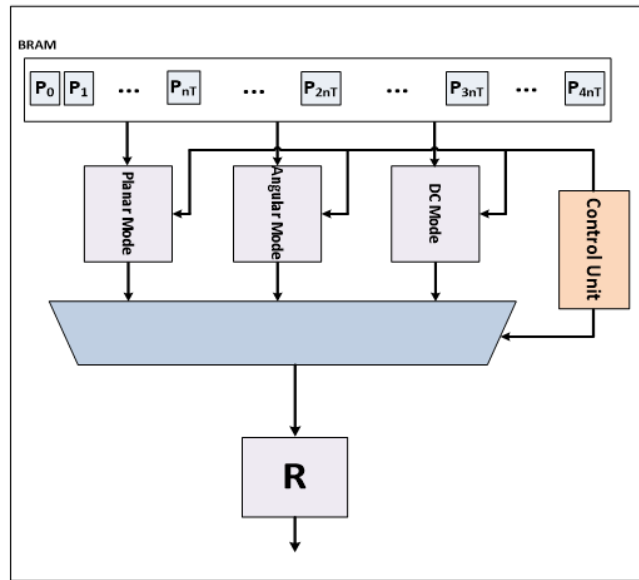 BRAM
P0 P1 ... PnT ... P2nT ... P3nT ... P4nT
Planar Mode
Angular Mode
DC Mode
Control Unit
R